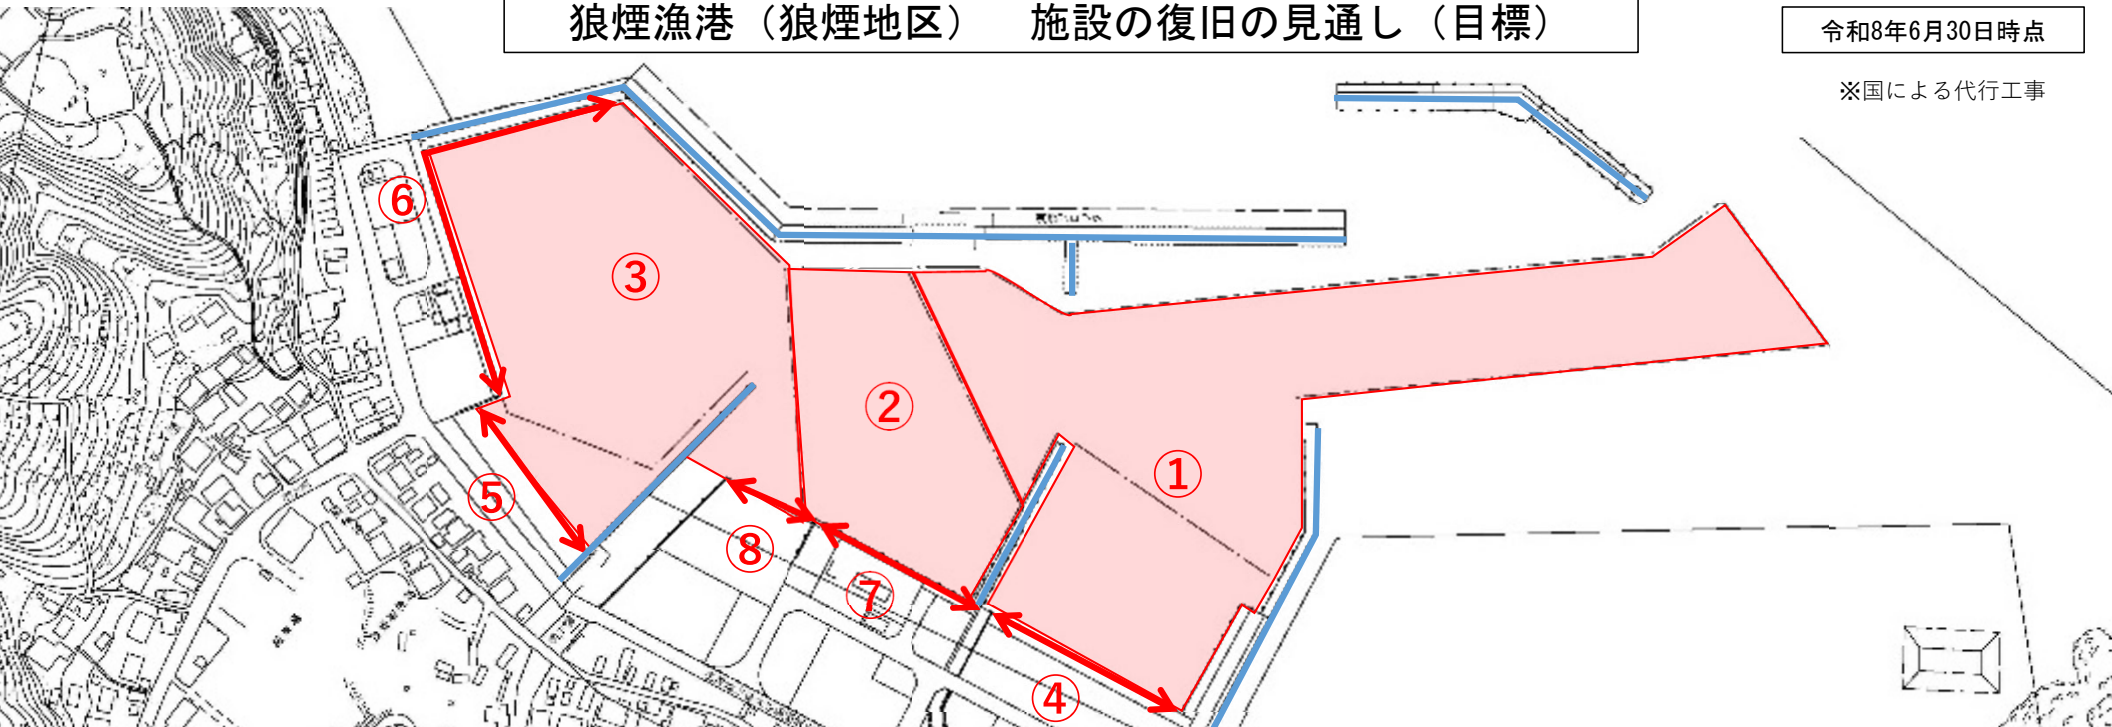 狼煙漁港（狼煙地区）　施設の復旧の見通し（目標）
令和8年6月30日時点
※国による代行工事
⑥
③
②
①
⑤
⑧
⑦
④